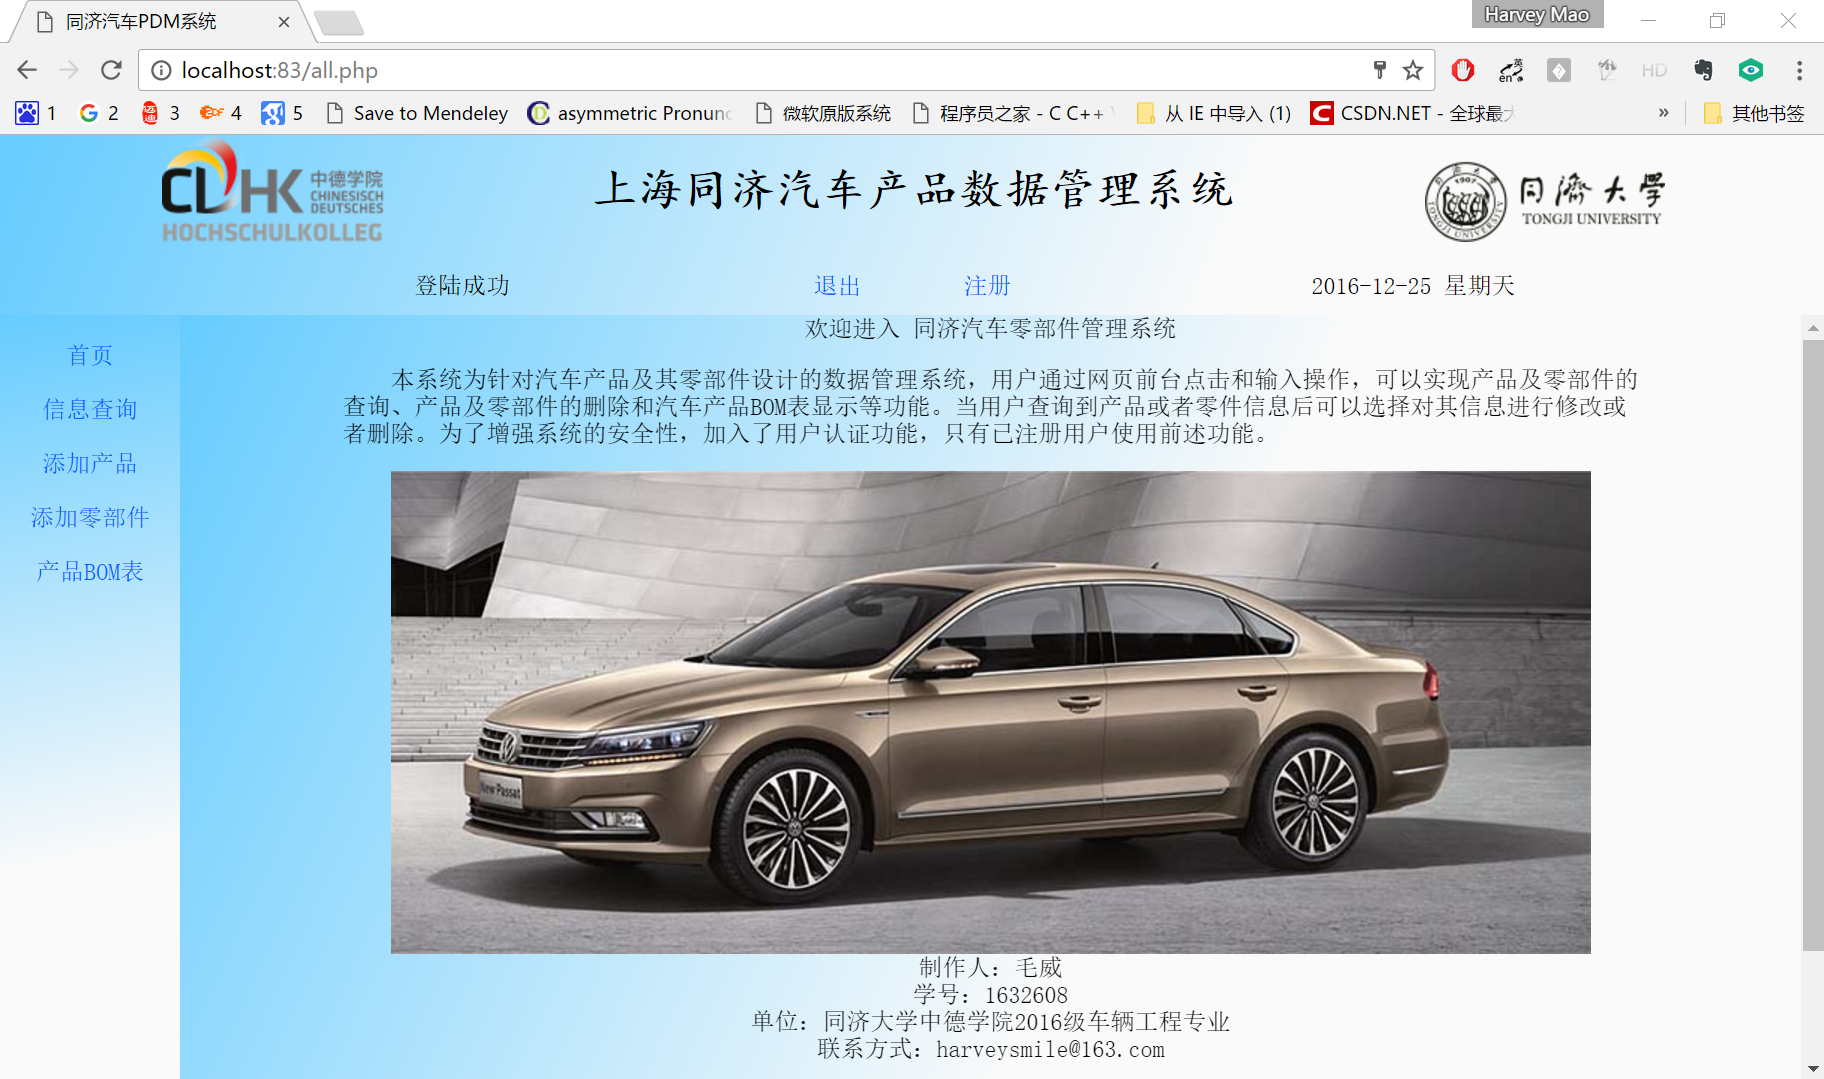 同济汽车PDM系统
Harvey Mao
localhost:83/all.php
HD
1
2
3
4
5
Save to Mendeley
asymmetric Pronunc
微软原版系统
程序员之家 - C C++
从 IE 中导入 (1)
CSDN.NET - 全球最大
»
其他书签
CDHK 中德学院
CHINESISCH
DEUTSCHES
HOCHSCHULKOLLEG
上海同济汽车产品数据管理系统
同濟大学
TONGJI UNIVERSITY
1907
登陆成功
退出
注册
2016-12-25 星期天
首页
信息查询
添加产品
添加零部件
产品BOM表
欢迎进入 同济汽车零部件管理系统
本系统为针对汽车产品及其零部件设计的数据管理系统，用户通过网页前台点击和输入操作，可以实现产品及零部件的
查询、产品及零部件的删除和汽车产品BOM表显示等功能。当用户查询到产品或者零件信息后可以选择对其信息进行修改或
者删除。为了增强系统的安全性，加入了用户认证功能，只有已注册用户使用前述功能。
New Passat
制作人：毛威
学号：1632608
单位：同济大学中德学院2016级车辆工程专业
联系方式：harveysmile@163.com